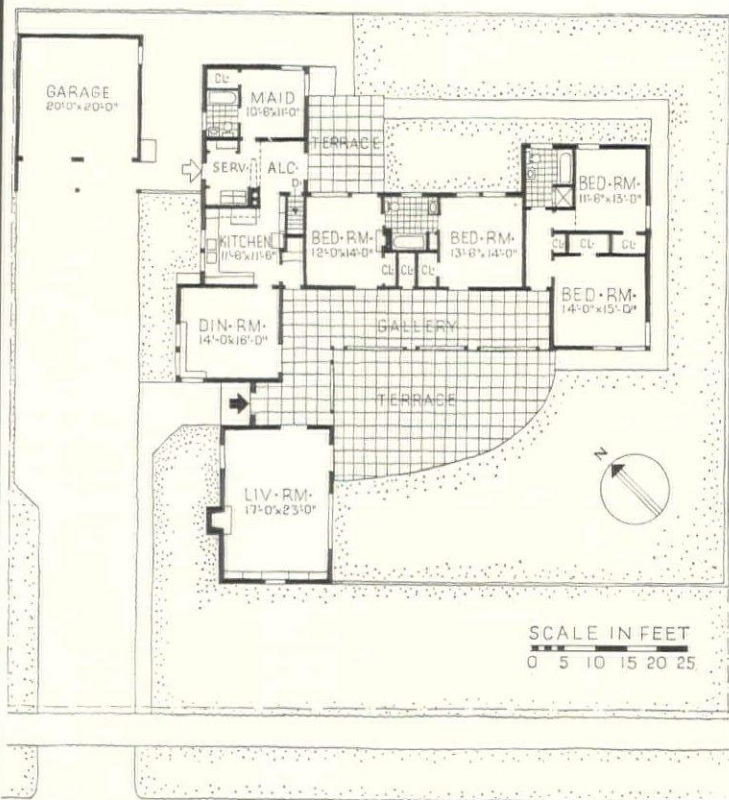 GARAGE
20'-0"x20'-0"
CL·
MAID
10'-6"x11'-0"
TERRACE
SERV·
ALC·
D
KITCHEN
11'-6"x11'-6"
BED·RM·
12'-0"x14'-0"
CL·
CL·
CL·
BED·RM·
13'-6"x14'-0"
BED·RM·
11'-6"x13'-0"
CL·
CL·
CL·
BED·RM·
14'-0"x15'-0"
DIN·RM·
14'-0"x16'-0"
GALLERY
TERRACE
LIV·RM·
17'-0"x23'-0"
N
SCALE IN FEET
0 5 10 15 20 25